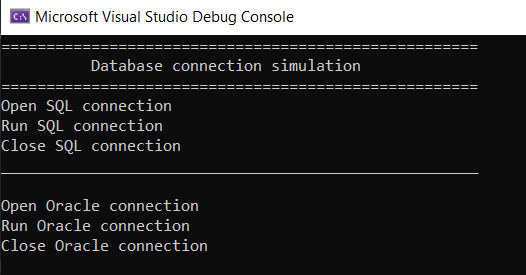 C:\
Microsoft Visual Studio Debug Console
=====================================================
Database connection simulation
=====================================================
Open SQL connection
Run SQL connection
Close SQL connection
_____________________________________________________
Open Oracle connection
Run Oracle connection
Close Oracle connection